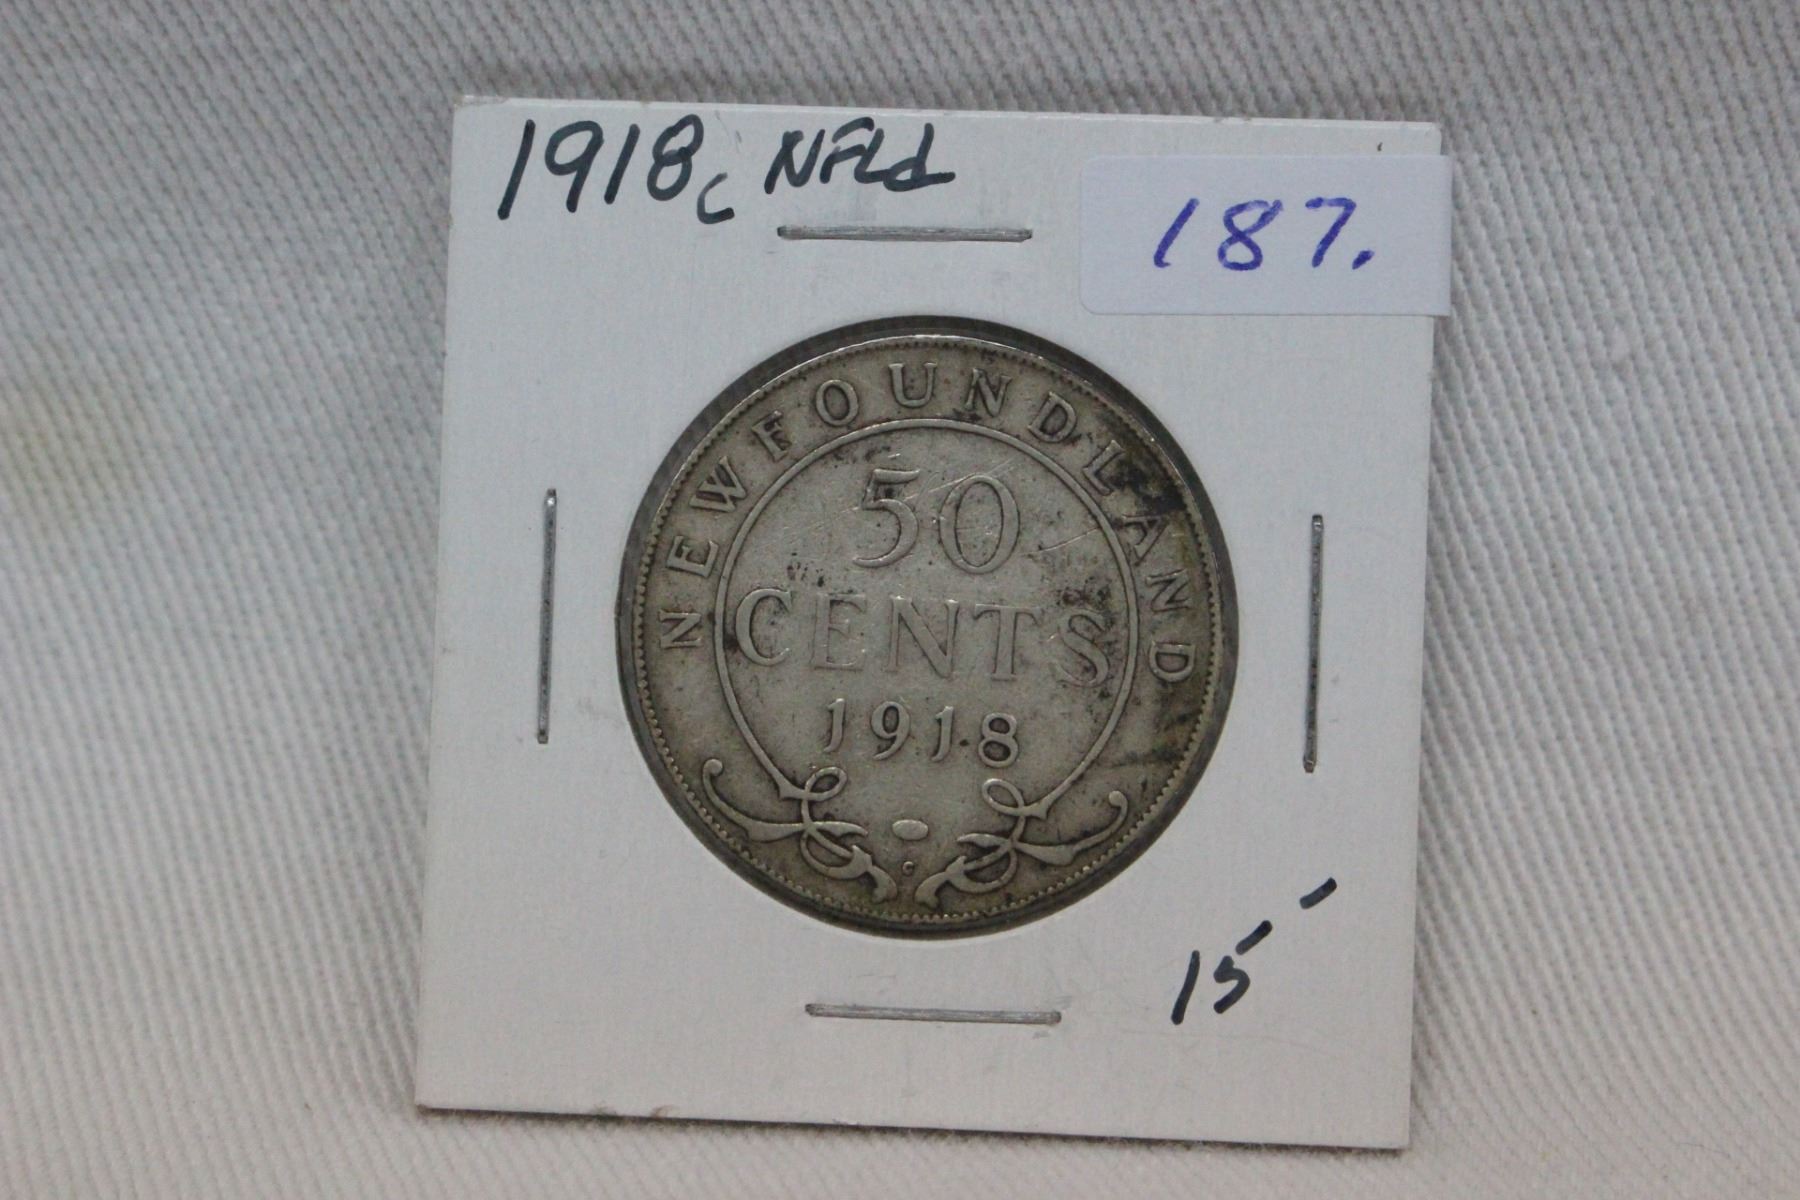 1918c NFLd
187.
NEWFOUNDLAND
50
CENTS
1918
C
15-